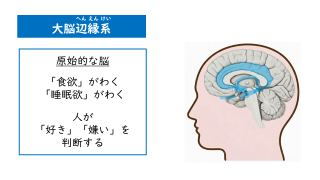 へん えん けい
大脳辺縁系
原始的な脳
「食欲」がわく
「睡眠欲」がわく
人が
「好き」「嫌い」を
判断する